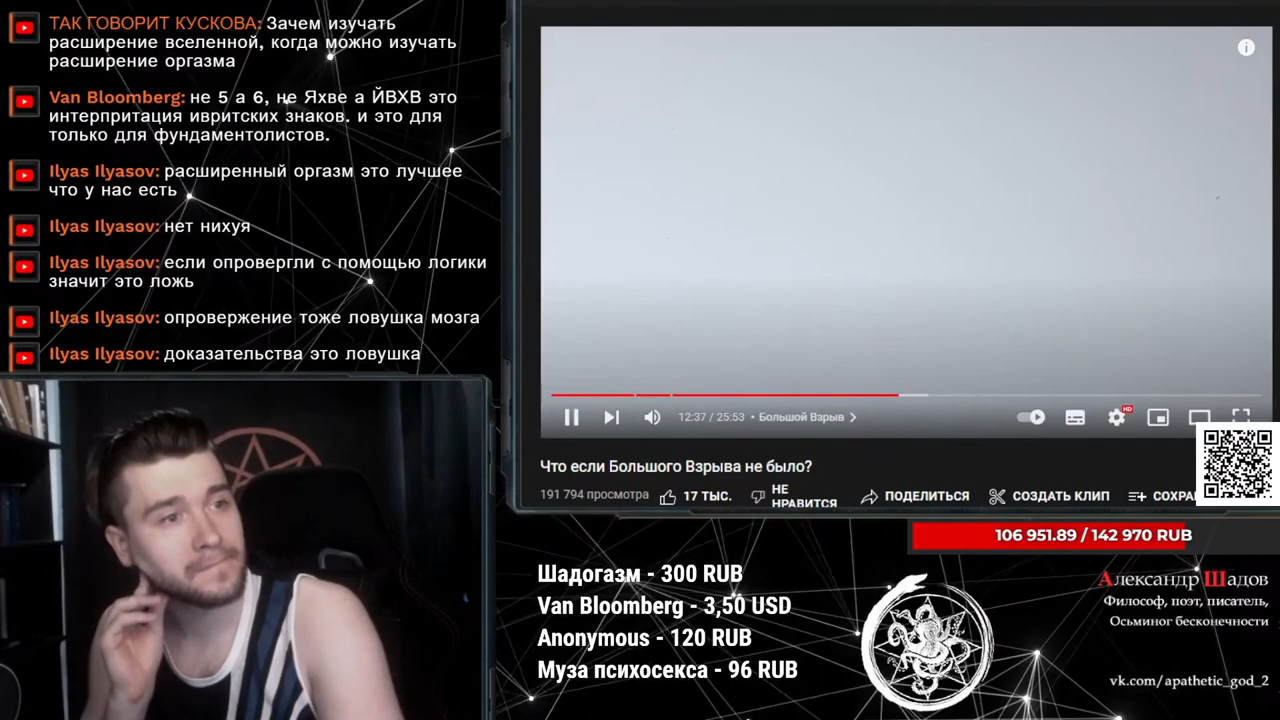 ТАК ГОВОРИТ КУСКОВА: Зачем изучать
расширение вселенной, когда можно изучать
расширение оргазма
Van Bloomberg: не 5 а 6, не Яхве а ЙВХВ это
интерпритация ивритских знаков. и это для
только для фундаментолистов.
Ilyas Ilyasov: расширенный оргазм это лучшее
что у нас есть
Ilyas Ilyasov: нет нихуя
Ilyas Ilyasov: если опровергли с помощью логики
значит это ложь
Ilyas Ilyasov: опровержение тоже ловушка мозга
Ilyas Ilyasov: доказательства это ловушка
12:37 / 25:53 • Большой Взрыв
HD
Что если Большого Взрыва не было?
191 794 просмотра 17 ТЫС. НЕ НРАВИТСЯ ПОДЕЛИТЬСЯ СОЗДАТЬ КЛИП СОХРА
106 951.89 / 142 970 RUB
Шадогазм - 300 RUB
Van Bloomberg - 3,50 USD
Anonymous - 120 RUB
Муза психосекса - 96 RUB
Александр Шадов
Философ, поэт, писатель,
Осьминог бесконечности
vk.com/apathetic_god_2